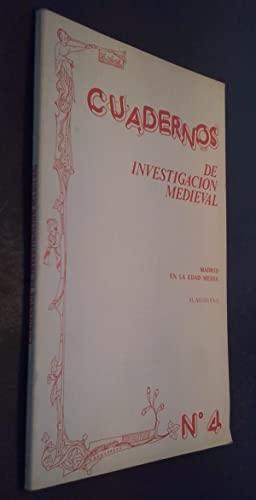 CUADERNOS
DE
INVESTIGACION
MEDIEVAL
MADRID
EN LA EDAD MEDIA
Nº 4